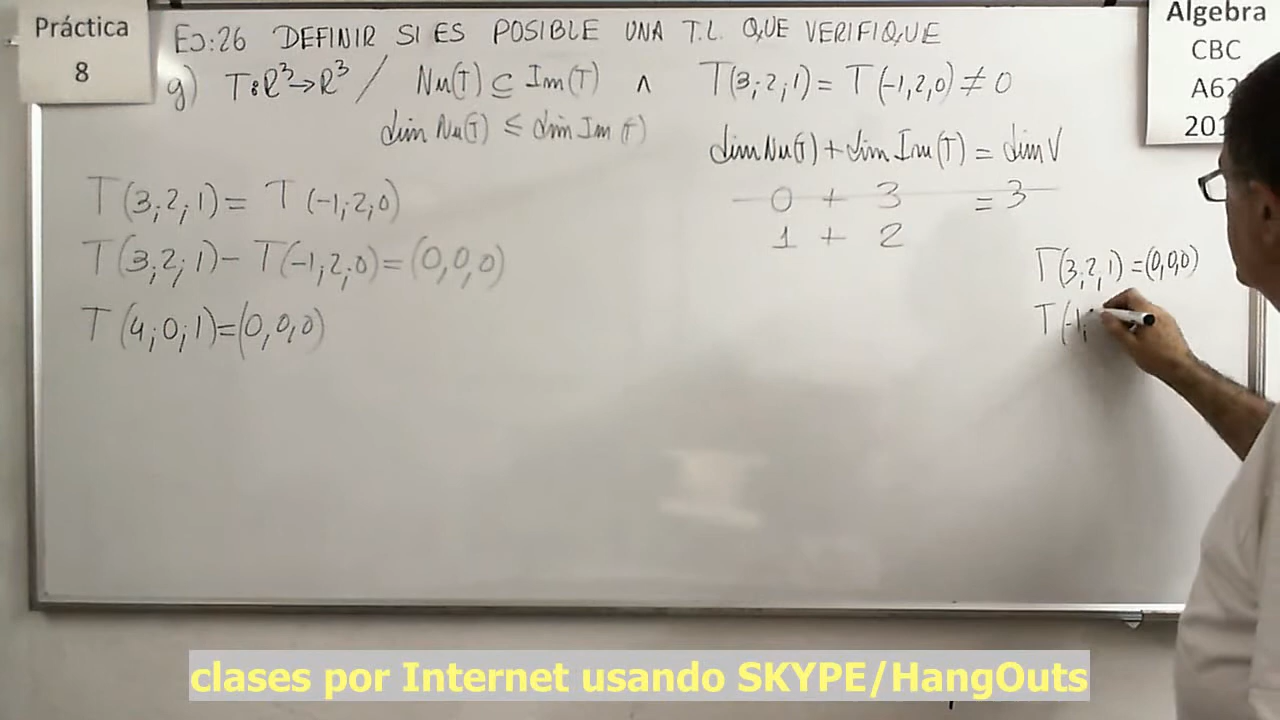 Práctica
8
EJ:26 DEFINIR SI ES POSIBLE UNA T.L. QUE VERIFIQUE
g) T:R³→R³ / Nu(T) ⊆ Im(T) ∧ T(3;2;1) = T(-1,2,0) ≠ 0
dim Nu(T) ≤ dim Im(T)
dim Nu(T) + dim Im(T) = dim V
0 + 3 = 3
1 + 2
T(3;2;1) = T(-1;2,0)
T(3;2;1) - T(-1,2,0) = (0,0,0)
T(4;0;1) = (0,0,0)
T(3;2,1) = (0,0,0)
T(-1;
Algebra
CBC
clases por Internet usando SKYPE/HangOuts